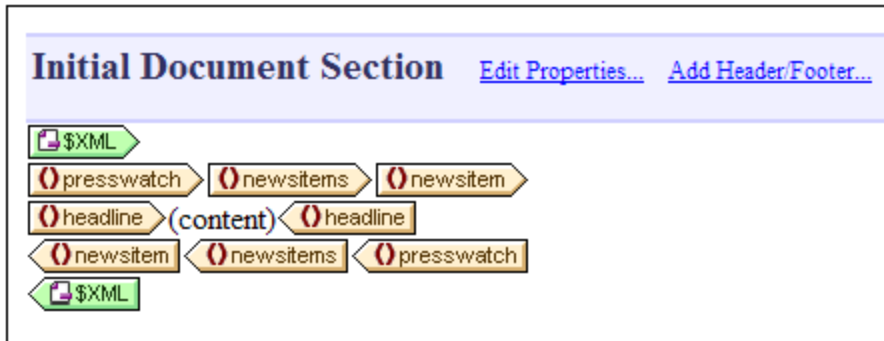 Initial Document Section Edit Properties... Add Header/Footer...
$XML
()presswatch ()newsitems ()newsitem
()headline (content) ()headline
()newsitem ()newsitems ()presswatch
$XML